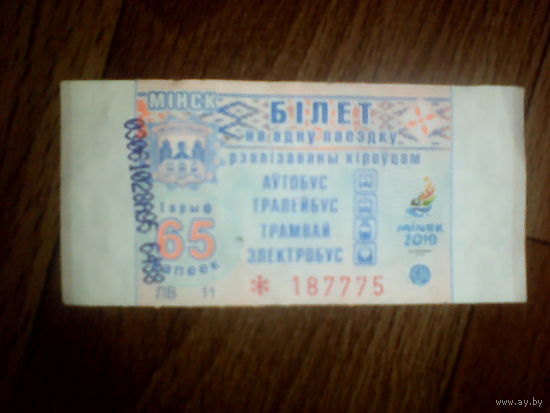 МІНСК
БІЛЕТ
на адну паездку
рэалізаваны кіроўцам
АЎТОБУС
ТРАЛЕЙБУС
ТРАМВАЙ
ЭЛЕКТРОБУС
Тарыф
65
капеек
ЛВ 11
* 187775
MINSK
2019
www.ay.by